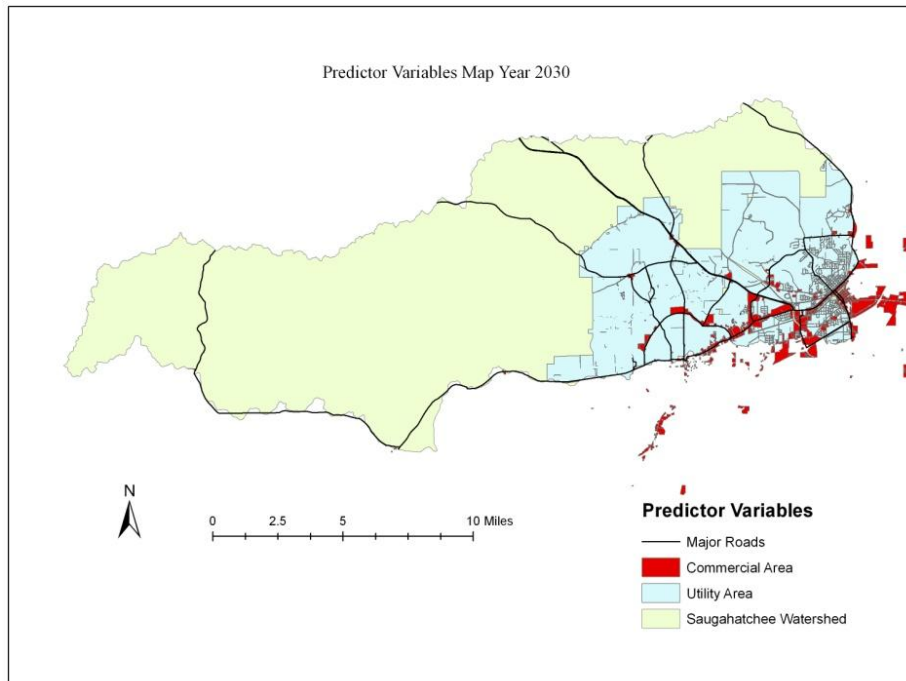 Predictor Variables Map Year 2030
N
0 2.5 5 10 Miles
Predictor Variables
Major Roads
Commercial Area
Utility Area
Saugahatchee Watershed